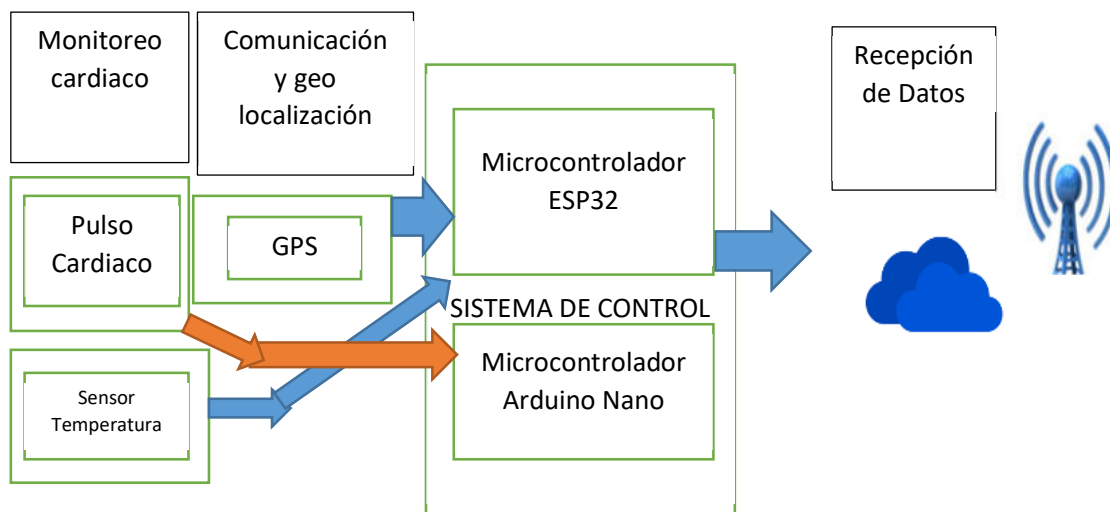 Monitoreo
cardiaco
Comunicación
y geo
localización
Recepción
de Datos
Microcontrolador
ESP32
Pulso
Cardiaco
GPS
SISTEMA DE CONTROL
Microcontrolador
Arduino Nano
Sensor
Temperatura